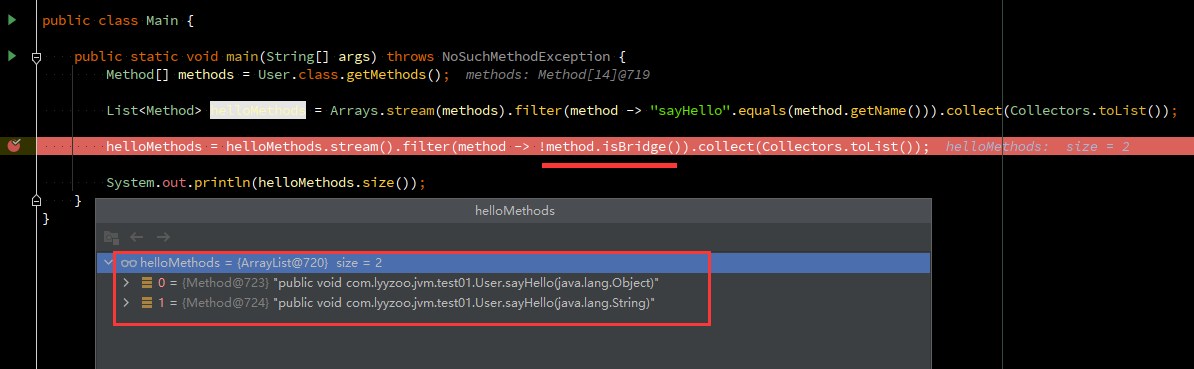 public class Main {
public static void main(String[] args) throws NoSuchMethodException {
Method[] methods = User.class.getMethods(); methods: Method[14]@719
List<Method> helloMethods = Arrays.stream(methods).filter(method -> "sayHello".equals(method.getName())).collect(Collectors.toList());
helloMethods = helloMethods.stream().filter(method -> !method.isBridge()).collect(Collectors.toList()); helloMethods: size = 2
System.out.println(helloMethods.size());
}
}
helloMethods
helloMethods = {ArrayList@720} size = 2
0 = {Method@723} "public void com.lyyzoo.jvm.test01.User.sayHello(java.lang.Object)"
1 = {Method@724} "public void com.lyyzoo.jvm.test01.User.sayHello(java.lang.String)"